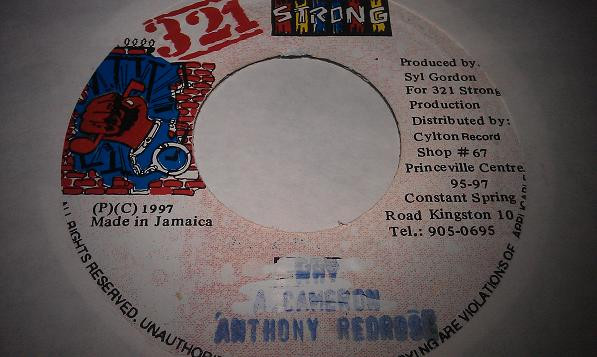 321
STRONG
Produced by.
Syl Gordon
For 321 Strong
Production
Distributed by:
Cylton Record
Shop # 67
Princeville Centre
95-97
Constant Spring
Road Kingston 10
Tel.: 905-0695
(P)(C) 1997
Made in Jamaica
A. CAMERON
ANTHONY REDROSE
ALL RIGHTS RESERVED. UNAUTHORI
ARE VIOLATIONS OF APPLICABLE